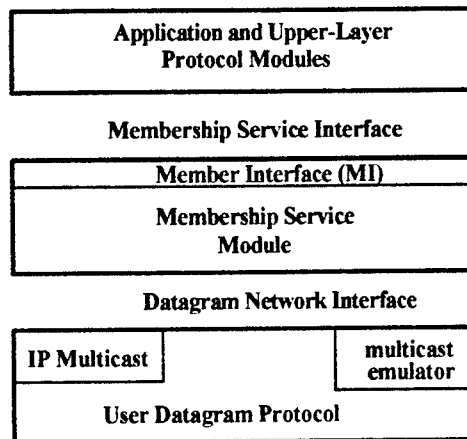 Application and Upper-Layer
Protocol Modules
Membership Service Interface
Member Interface (MI)
Membership Service
Module
Datagram Network Interface
IP Multicast
multicast
emulator
User Datagram Protocol